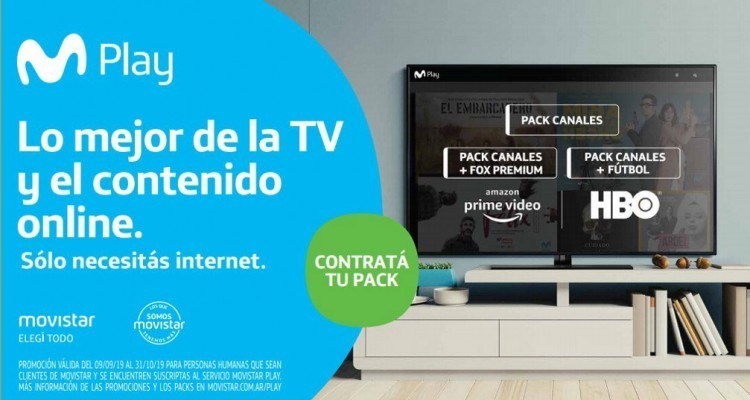 Play
Lo mejor de la TV
y el contenido
online.
Sólo necesitás internet.
CONTRATÁ
TU PACK
movistar
ELEGÍ TODO
SOMOS
movistar
PROMOCIÓN VÁLIDA DEL 09/09/19 AL 31/10/19 PARA PERSONAS HUMANAS QUE SEAN
CLIENTES DE MOVISTAR Y SE ENCUENTREN SUSCRIPTAS AL SERVICIO MOVISTAR PLAY.
MÁS INFORMACIÓN DE LAS PROMOCIONES Y LOS PACKS EN MOVISTAR.COM.AR/PLAY
Play
EL EMBARCADERO
PACK CANALES
PACK CANALES
+ FOX PREMIUM
PACK CANALES
+ FÚTBOL
amazon
prime video
HBO